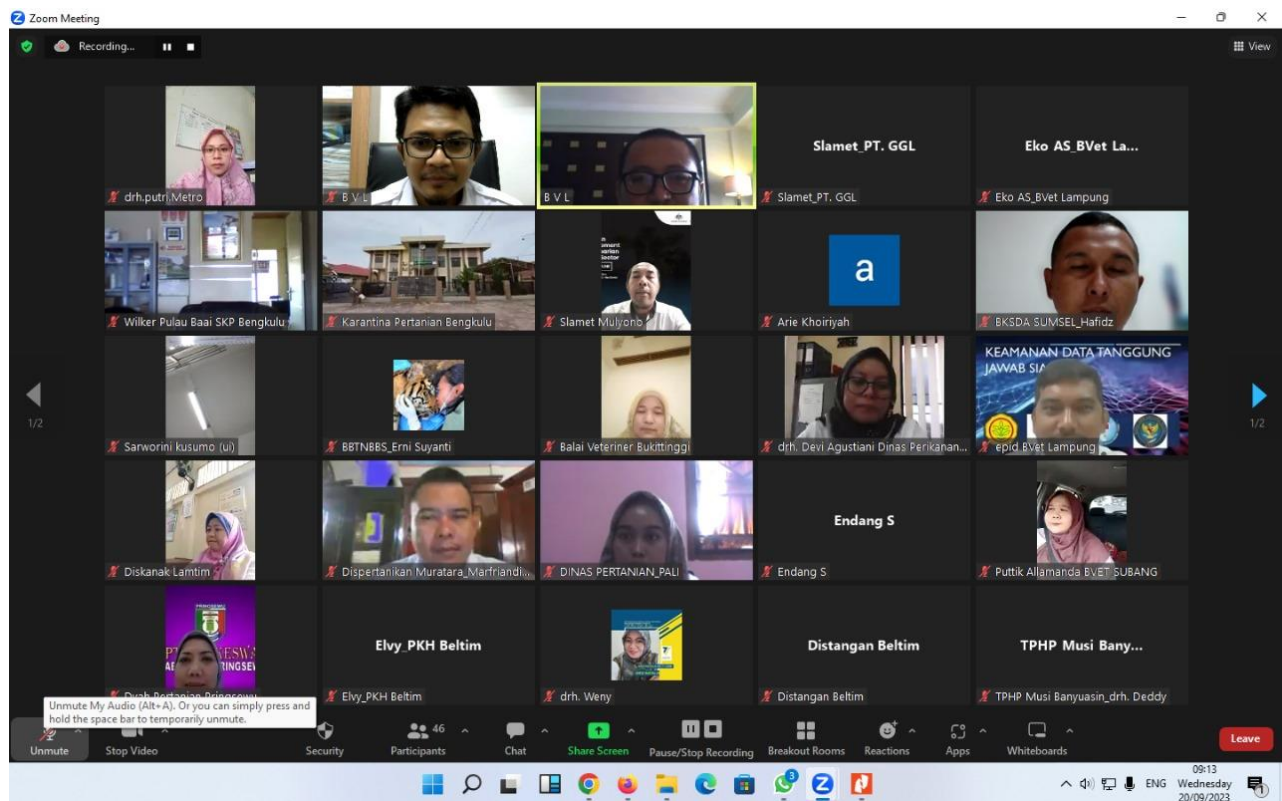 Zoom Meeting
Recording...
View
drh.putri.Metro
B V L
B V L
Slamet_PT. GGL
Slamet_PT. GGL
Eko AS_BVet La...
Eko AS_BVet Lampung
Wilker Pulau Baai SKP Bengkulu
Karantina Pertanian Bengkulu
Slamet Mulyono
a
Arie Khoiriyah
BKSDA SUMSEL_Hafidz
Sarworini kusumo (ui)
BBTNBBS_Erni Suyanti
Balai Veteriner Bukittinggi
drh. Devi Agustiani Dinas Perikanan...
KEAMANAN DATA TANGGUNG
JAWAB
epid BVet Lampung
1/2
1/2
Diskanak Lamtim
Dispertanikan Muratara_Marfriandi...
DINAS PERTANIAN_PALI
Endang S
Endang S
Puttik Allamanda BVET SUBANG
PRINGSEWU
Dyah Pertanian Pringsewu
Elvy_PKH Beltim
Elvy_PKH Beltim
drh. Weny
Distangan Beltim
Distangan Beltim
TPHP Musi Bany...
TPHP Musi Banyuasin_drh. Deddy
Unmute My Audio (Alt+A). Or you can simply press and
hold the space bar to temporarily unmute.
Unmute
Stop Video
Security
46
Participants
Chat
Share Screen
Pause/Stop Recording
Breakout Rooms
Reactions
Apps
Whiteboards
Leave
3
ENG
09:13
Wednesday
20/09/2023
1